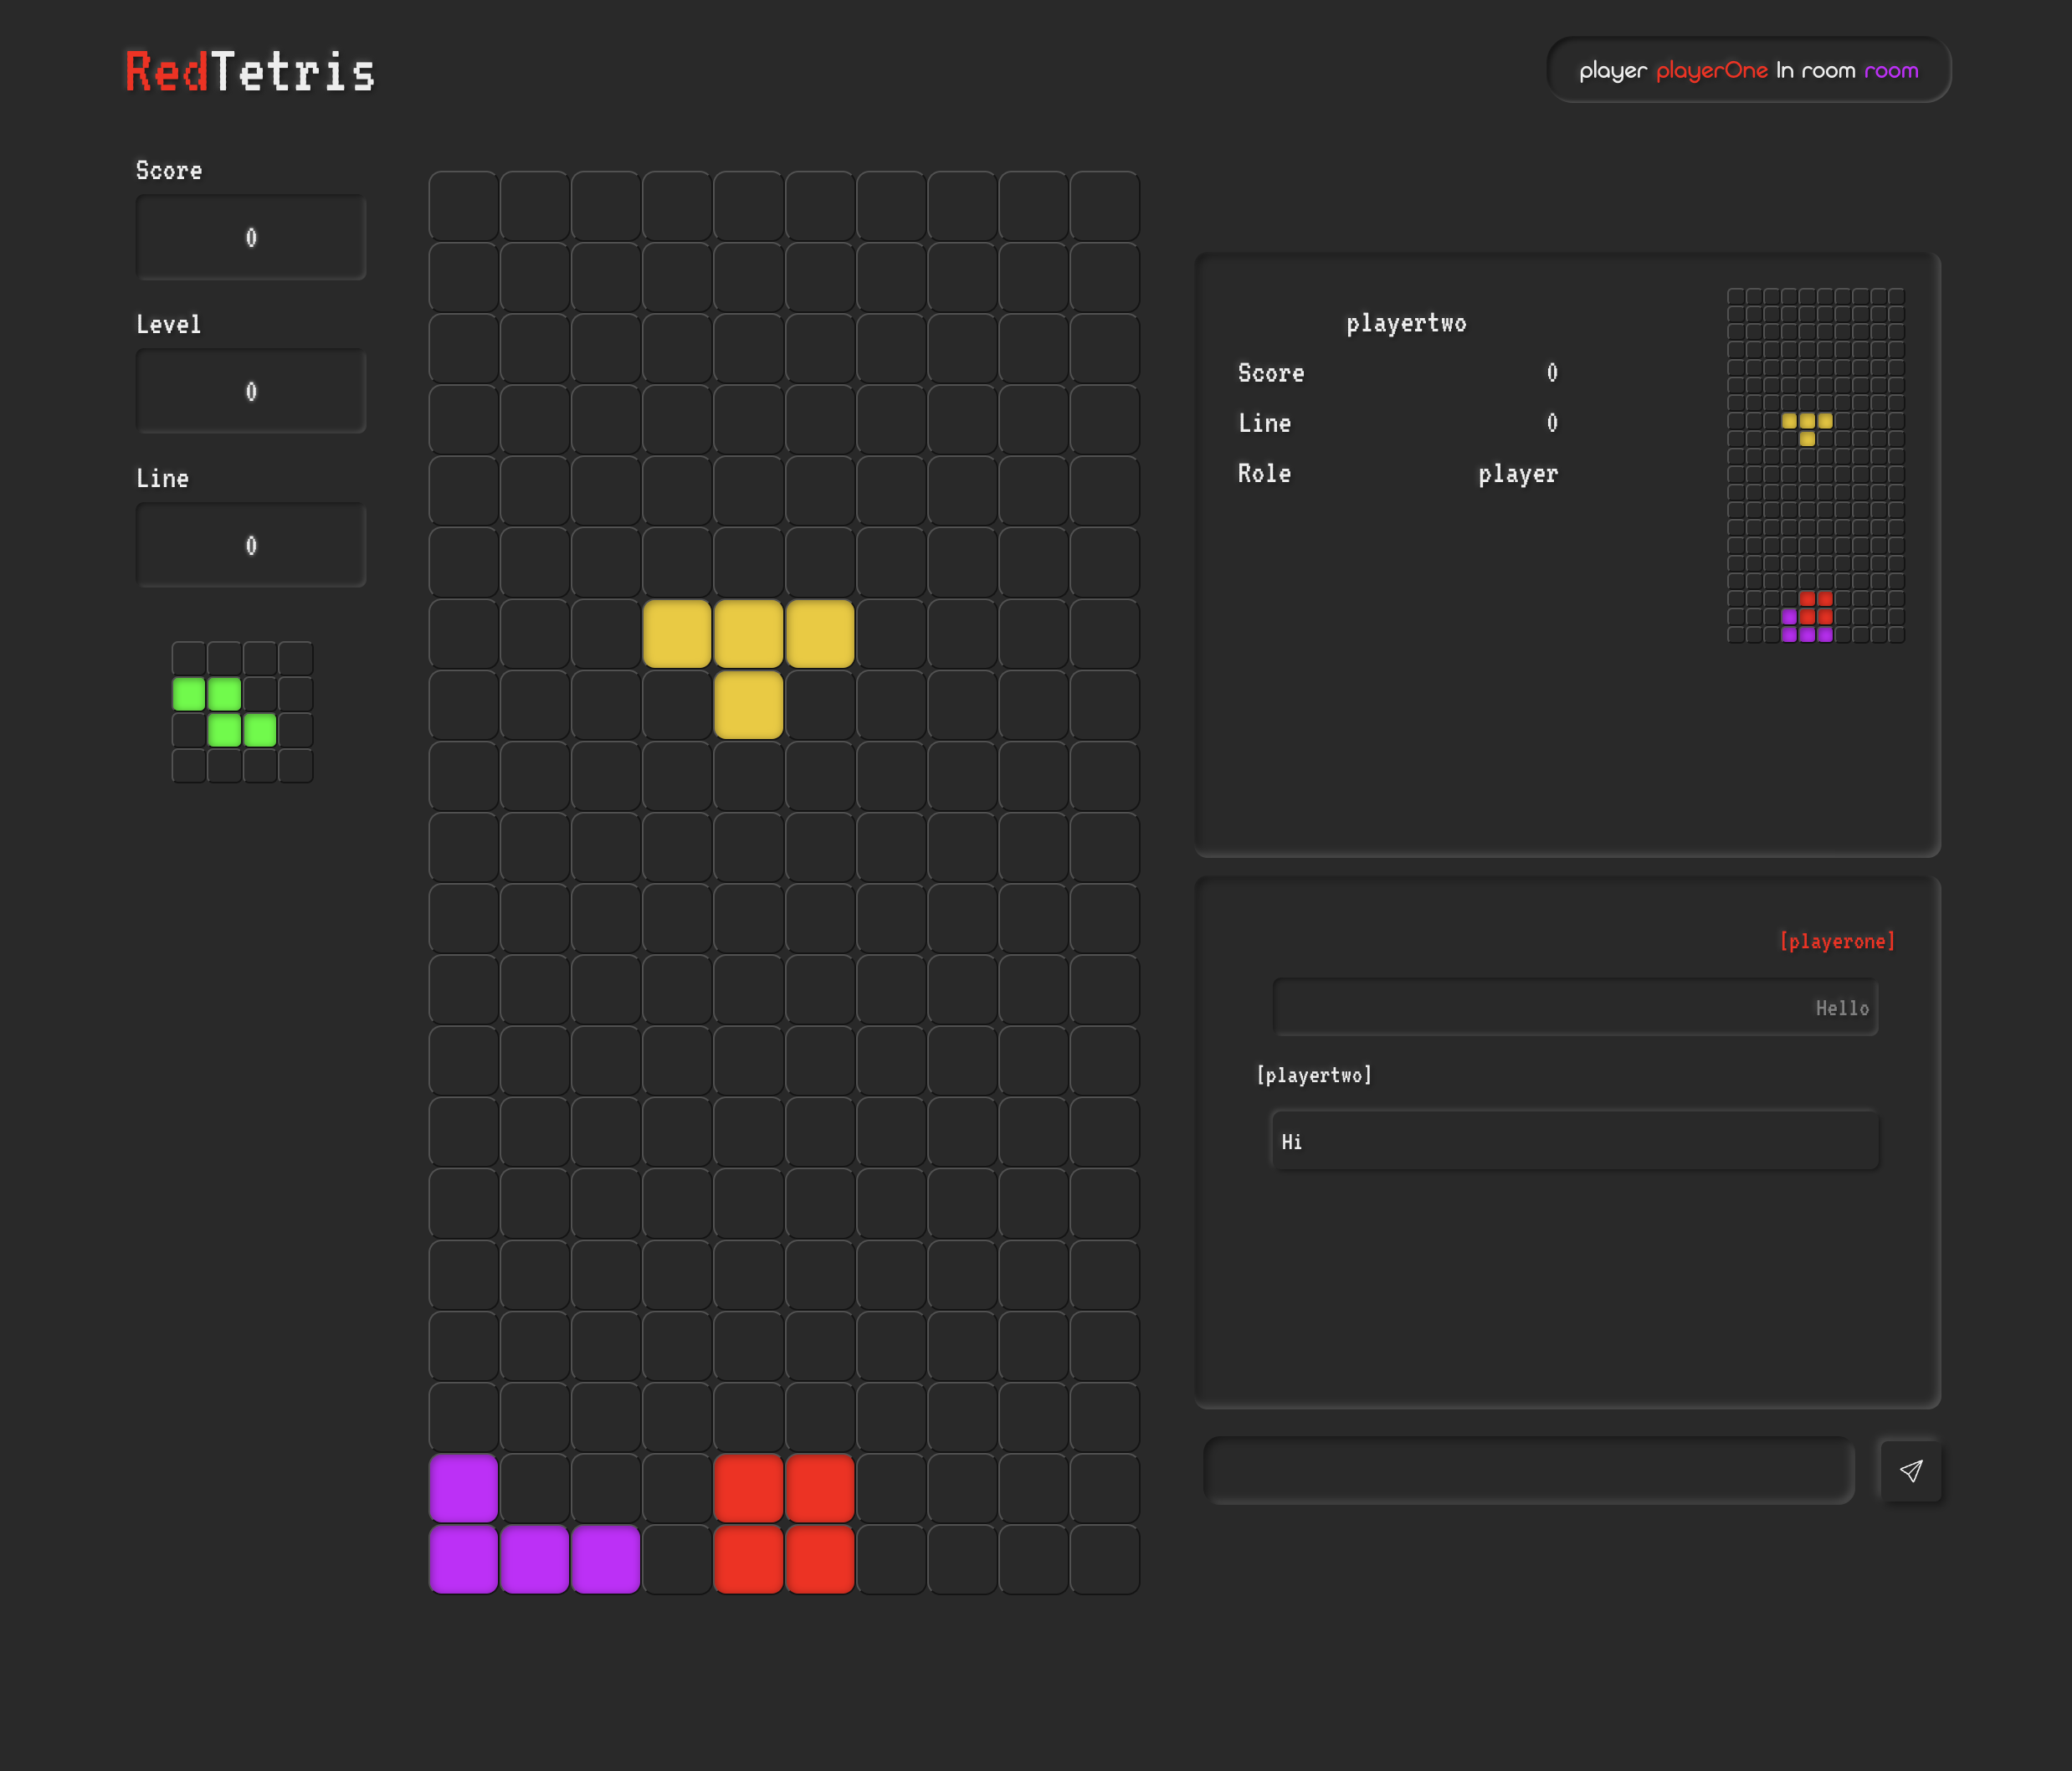 RedTetris
player playerOne In room room
Score
0
Level
0
Line
0
playertwo
Score 0
Line 0
Role player
[playerone]
Hello
[playertwo]
Hi